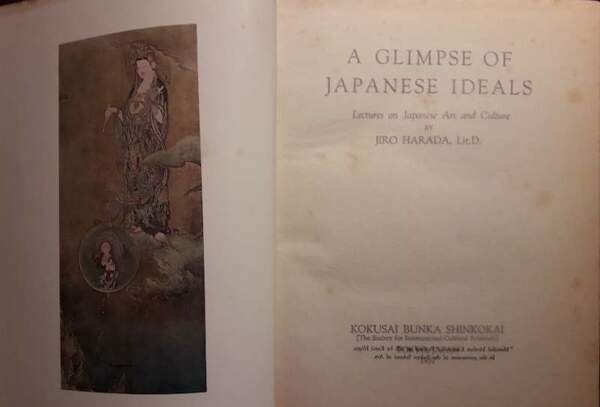 A GLIMPSE OF
JAPANESE IDEALS
Lectures on Japanese Art and Culture
BY
JIRO HARADA, Lit.D.
KOKUSAI BUNKA SHINKOKAI
[The Society for International Cultural Relations]